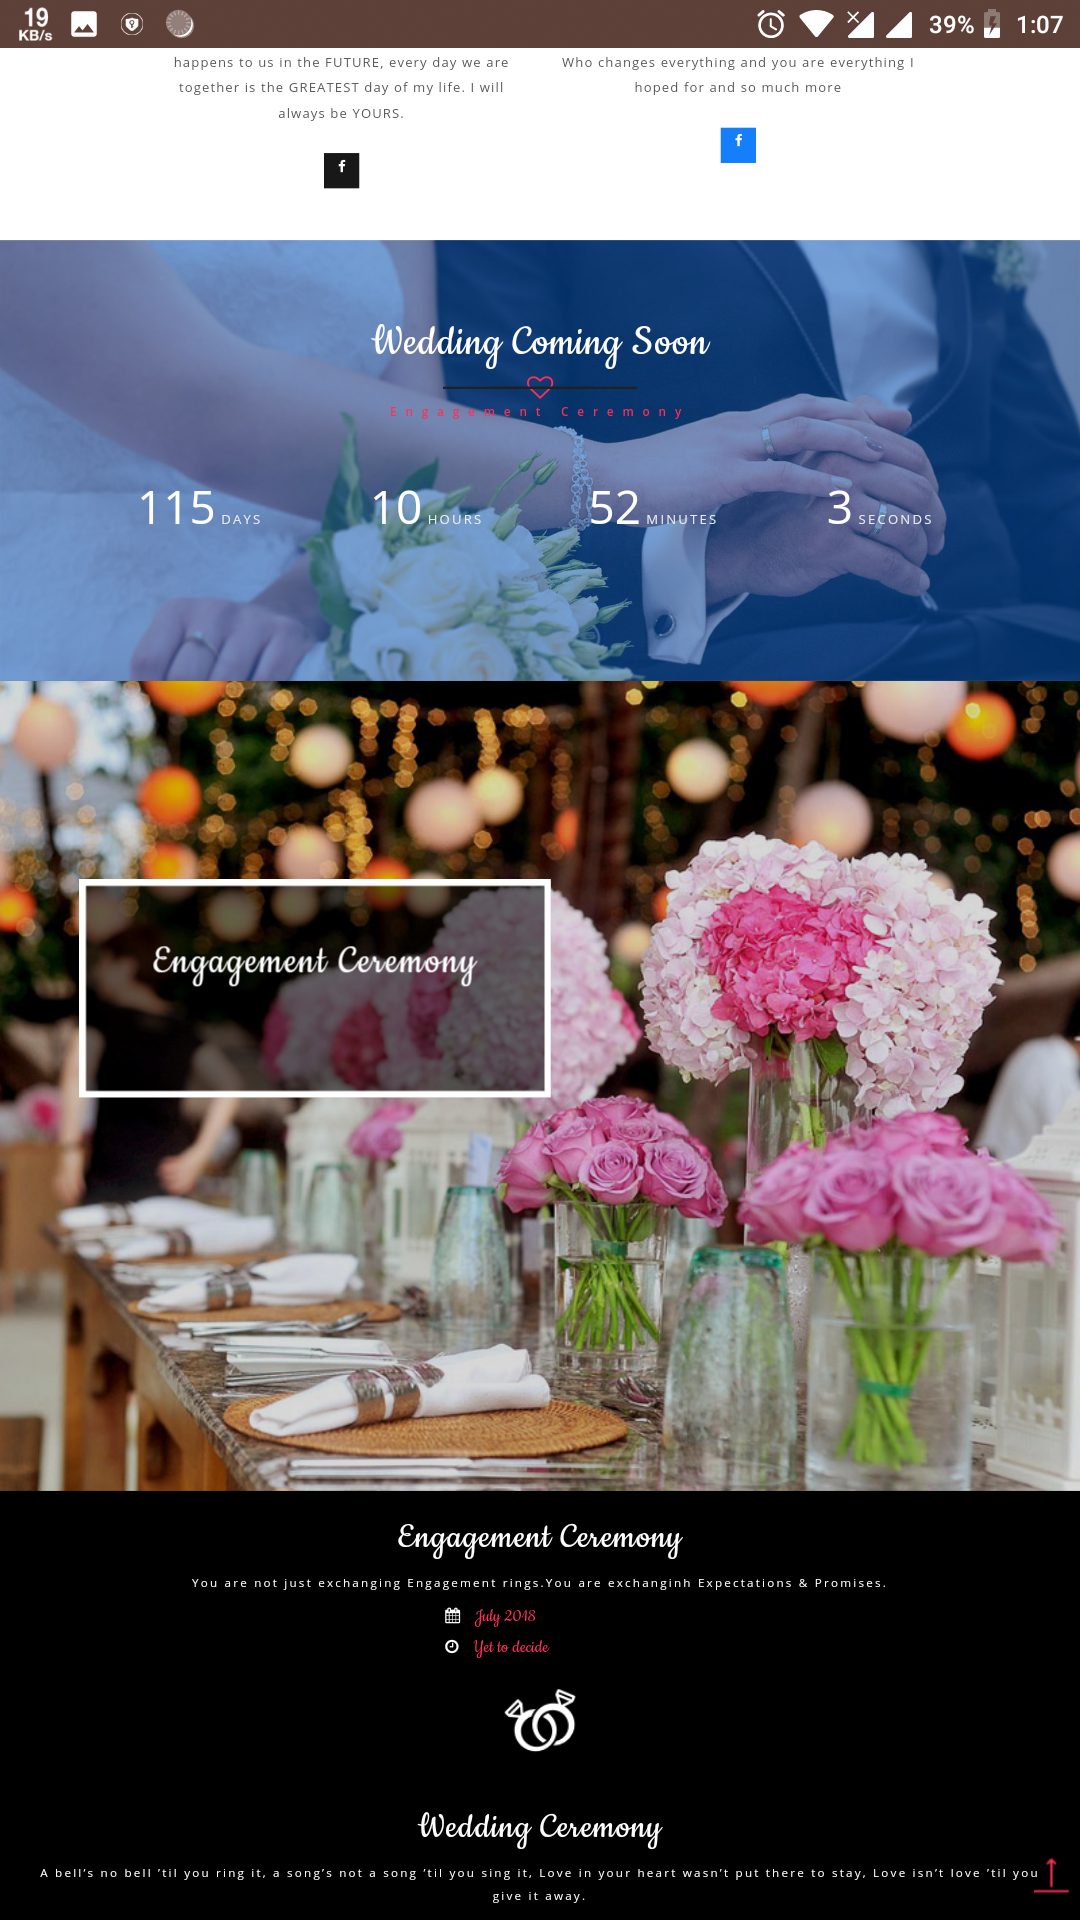 19
KB/s
39%
1:07
happens to us in the FUTURE, every day we are
together is the GREATEST day of my life. I will
always be YOURS.
Who changes everything and you are everything I
hoped for and so much more
Wedding Coming Soon
Engagement Ceremony
115 DAYS 10 HOURS 52 MINUTES 3 SECONDS
Engagement Ceremony
Engagement Ceremony
You are not just exchanging Engagement rings.You are exchanginh Expectations & Promises.
July 2018
Yet to decide
Wedding Ceremony
A bell’s no bell ’til you ring it, a song’s not a song ’til you sing it, Love in your heart wasn’t put there to stay, Love isn’t love ’til you
give it away.